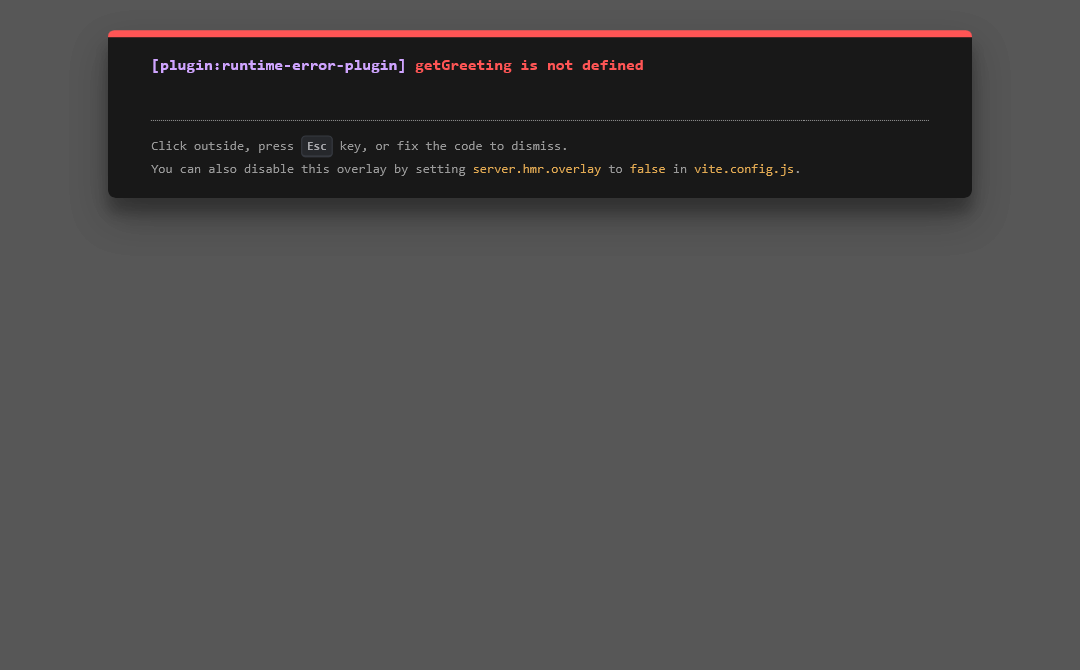 [plugin:runtime-error-plugin] getGreeting is not defined
Click outside, press Esc key, or fix the code to dismiss.
You can also disable this overlay by setting server.hmr.overlay to false in vite.config.js.